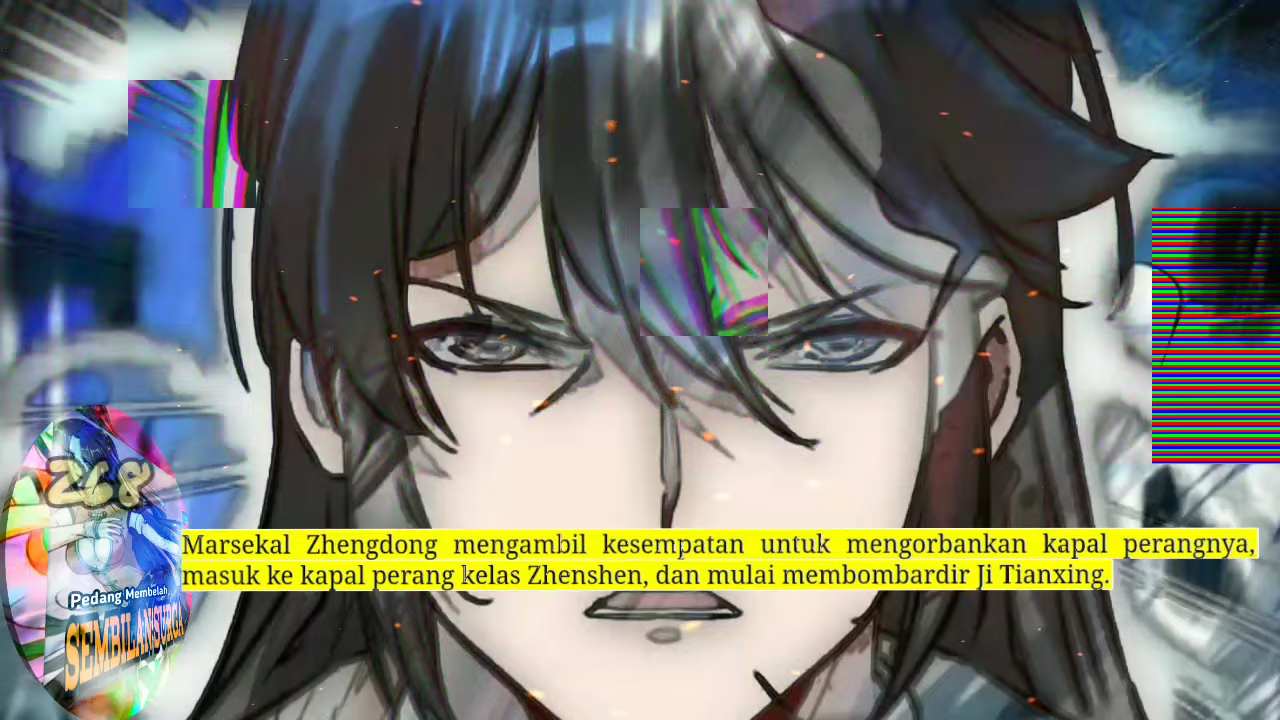 268
Pedang Membelah
SEMBILAN SURGA
Marsekal Zhengdong mengambil kesempatan untuk mengorbankan kapal perangnya,
masuk ke kapal perang kelas Zhenshen, dan mulai membombardir Ji Tianxing.